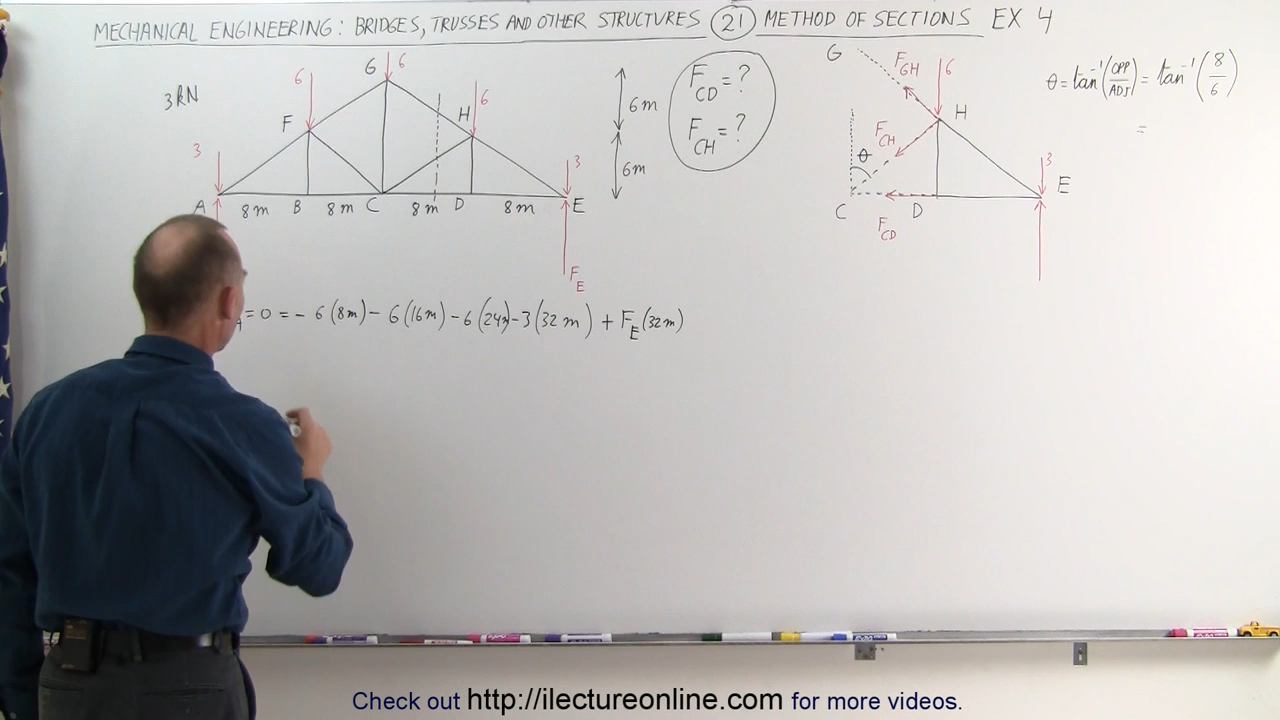 MECHANICAL ENGINEERING: BRIDGES, TRUSSES AND OTHER STRUCTURES 21 METHOD OF SECTIONS EX 4
3
6
G
6
F
H
6
3
A
8m
B
8m
C
8m
D
8m
E
F_E
6m
6m
F_CD = ?
F_CH = ?
G
F_GH
6
H
F_CH
θ
3
E
C
D
F_CD
θ = tan⁻¹(OPP/ADJ) = tan⁻¹(8/6)
=
= 0 = - 6(8m) - 6(16m) - 6(24m) - 3(32m) + F_E(32m)
Check out http://ilectureonline.com for more videos.